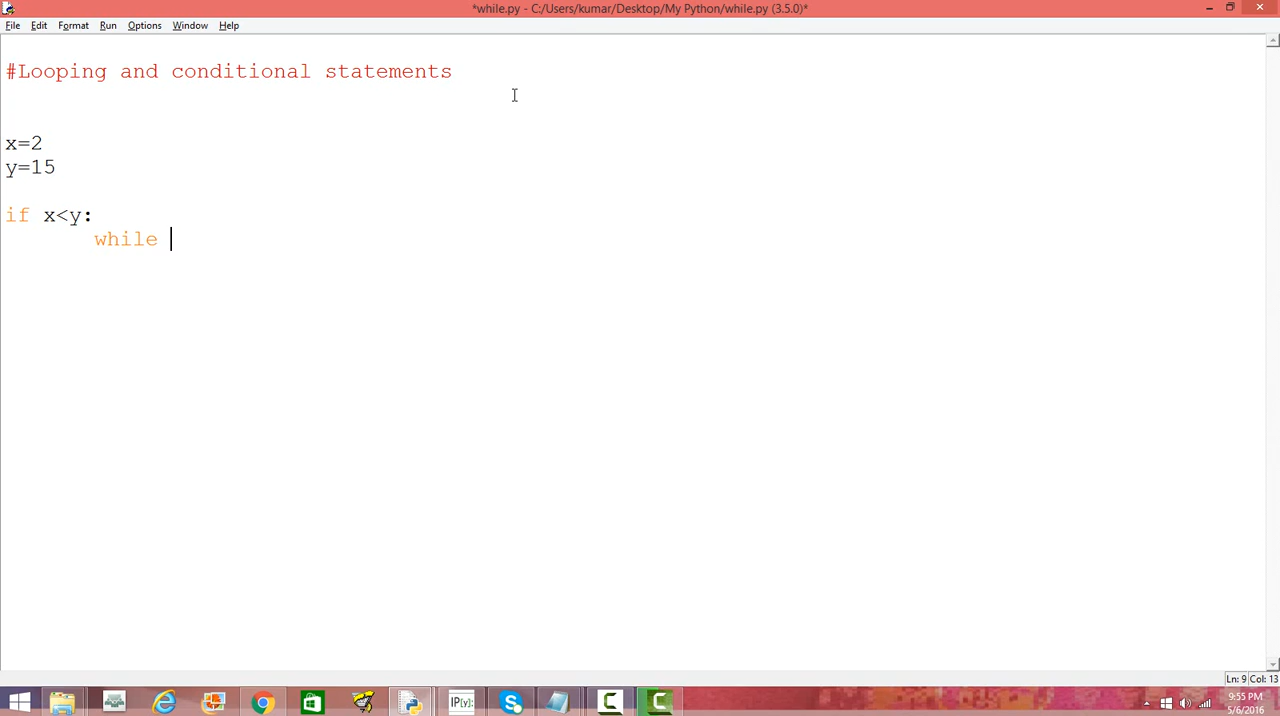 *while.py - C:/Users/kumar/Desktop/My Python/while.py (3.5.0)*
File Edit Format Run Options Window Help
#Looping and conditional statements
x=2
y=15
if x<y:
        while
Ln: 9 Col: 13
IP[y]:
9:55 PM
5/6/2016